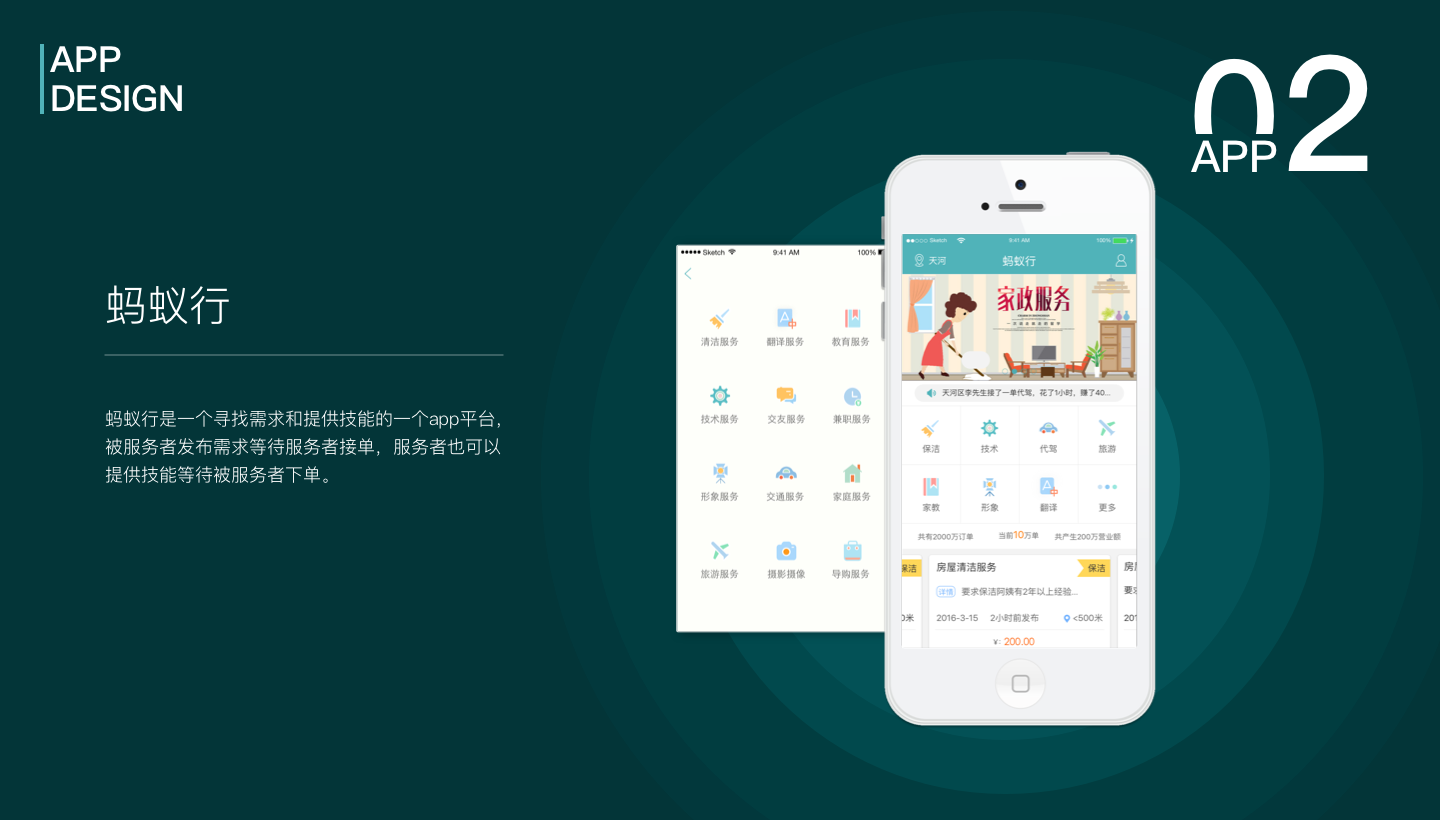 APP
DESIGN
02
APP
蚂蚁行
蚂蚁行是一个寻找需求和提供技能的一个app平台，
被服务者发布需求等待服务者接单，服务者也可以
提供技能等待被服务者下单。
Sketch 9:41 AM 100%
清洁服务 翻译服务 教育服务
技术服务 交友服务 兼职服务
形象服务 交通服务 家庭服务
旅游服务 摄影摄像 导购服务
Sketch 9:41 AM 100%
天河 蚂蚁行
家政服务
天河区李先生接了一单代驾，花了1小时，赚了40...
保洁 技术 代驾 旅游
家教 形象 翻译 更多
共有2000万订单 当前10万单 共产生200万营业额
保洁 房屋清洁服务 保洁 房
详情 要求保洁阿姨有2年以上经验... 要
0米 2016-3-15 2小时前发布 <500米 201
¥: 200.00